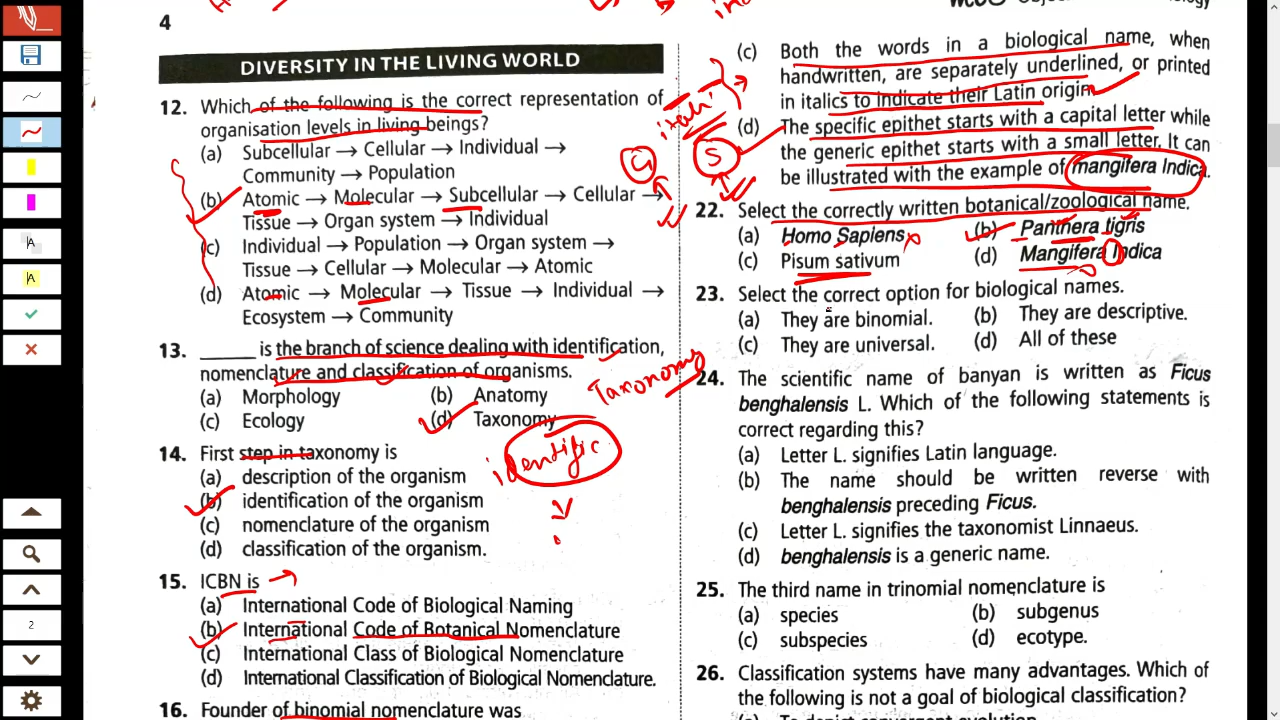 4
DIVERSITY IN THE LIVING WORLD
12. Which of the following is the correct representation of
organisation levels in living beings?
(a) Subcellular → Cellular → Individual →
Community → Population
(b) Atomic → Molecular → Subcellular → Cellular →
Tissue → Organ system → Individual
(c) Individual → Population → Organ system →
Tissue → Cellular → Molecular → Atomic
(d) Atomic → Molecular → Tissue → Individual →
Ecosystem → Community
13. _____ is the branch of science dealing with identification,
nomenclature and classification of organisms.
(a) Morphology (b) Anatomy
(c) Ecology (d) Taxonomy
Taxonomy
14. First step in taxonomy is
identific
(a) description of the organism
(b) identification of the organism
(c) nomenclature of the organism
(d) classification of the organism.
15. ICBN is
(a) International Code of Biological Naming
(b) International Code of Botanical Nomenclature
(c) International Class of Biological Nomenclature
(d) International Classification of Biological Nomenclature.
16. Founder of binomial nomenclature was
(c) Both the words in a biological name, when
handwritten, are separately underlined, or printed
in italics to indicate their Latin origin.
itali
(d) The specific epithet starts with a capital letter while
the generic epithet starts with a small letter. It can
be illustrated with the example of mangifera Indica.
G S
22. Select the correctly written botanical/zoological name.
(a) Homo Sapiens (b) Panthera tigris
(c) Pisum sativum (d) Mangifera Indica
23. Select the correct option for biological names.
(a) They are binomial. (b) They are descriptive.
(c) They are universal. (d) All of these
24. The scientific name of banyan is written as Ficus
benghalensis L. Which of the following statements is
correct regarding this?
(a) Letter L. signifies Latin language.
(b) The name should be written reverse with
benghalensis preceding Ficus.
(c) Letter L. signifies the taxonomist Linnaeus.
(d) benghalensis is a generic name.
25. The third name in trinomial nomenclature is
(a) species (b) subgenus
(c) subspecies (d) ecotype.
26. Classification systems have many advantages. Which of
the following is not a goal of biological classification?
2